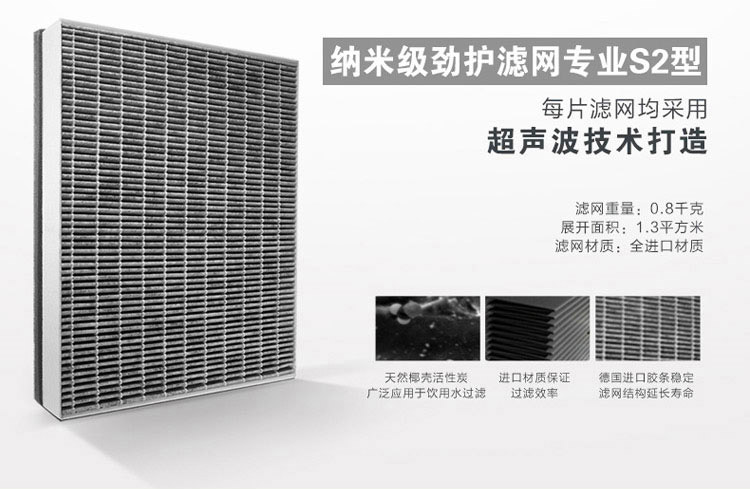 纳米级劲护滤网专业S2型
每片滤网均采用
超声波技术打造
滤网重量：0.8千克
展开面积：1.3平方米
滤网材质：全进口材质
天然椰壳活性炭
广泛应用于饮用水过滤
进口材质保证
过滤效率
德国进口胶条稳定
滤网结构延长寿命